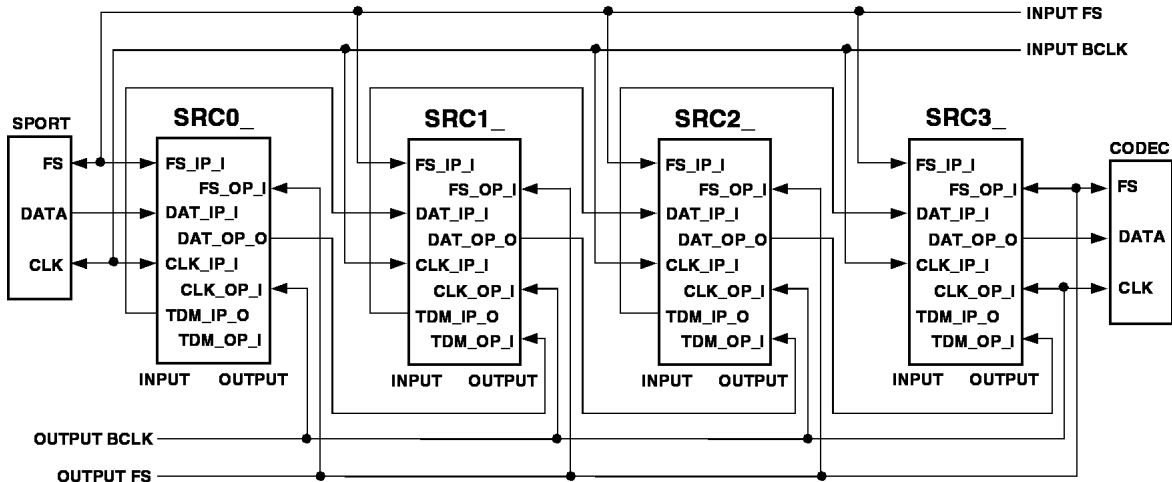 INPUT FS
INPUT BCLK
SPORT
FS
DATA
CLK
SRC0_
FS_IP_I
FS_OP_I
DAT_IP_I
DAT_OP_O
CLK_IP_I
CLK_OP_I
TDM_IP_O
TDM_OP_I
INPUT OUTPUT
SRC1_
FS_IP_I
FS_OP_I
DAT_IP_I
DAT_OP_O
CLK_IP_I
CLK_OP_I
TDM_IP_O
TDM_OP_I
INPUT OUTPUT
SRC2_
FS_IP_I
FS_OP_I
DAT_IP_I
DAT_OP_O
CLK_IP_I
CLK_OP_I
TDM_IP_O
TDM_OP_I
INPUT OUTPUT
SRC3_
FS_IP_I
FS_OP_I
DAT_IP_I
DAT_OP_O
CLK_IP_I
CLK_OP_I
TDM_IP_O
TDM_OP_I
INPUT OUTPUT
CODEC
FS
DATA
CLK
OUTPUT BCLK
OUTPUT FS